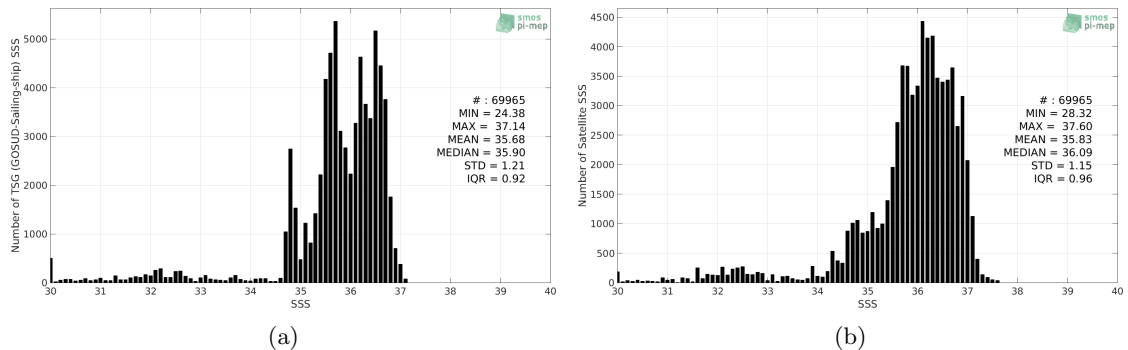 smos
pi-mep
Number of TSG (GOSUD-Sailing-ship) SSS
5000
4000
3000
2000
1000
0
# : 69965
MIN = 24.38
MAX = 37.14
MEAN = 35.68
MEDIAN = 35.90
STD = 1.21
IQR = 0.92
30 31 32 33 34 35 36 37 38 39 40
SSS
(a)
smos
pi-mep
Number of Satellite SSS
4500
4000
3500
3000
2500
2000
1500
1000
500
0
# : 69965
MIN = 28.32
MAX = 37.60
MEAN = 35.83
MEDIAN = 36.09
STD = 1.15
IQR = 0.96
30 31 32 33 34 35 36 37 38 39 40
SSS
(b)